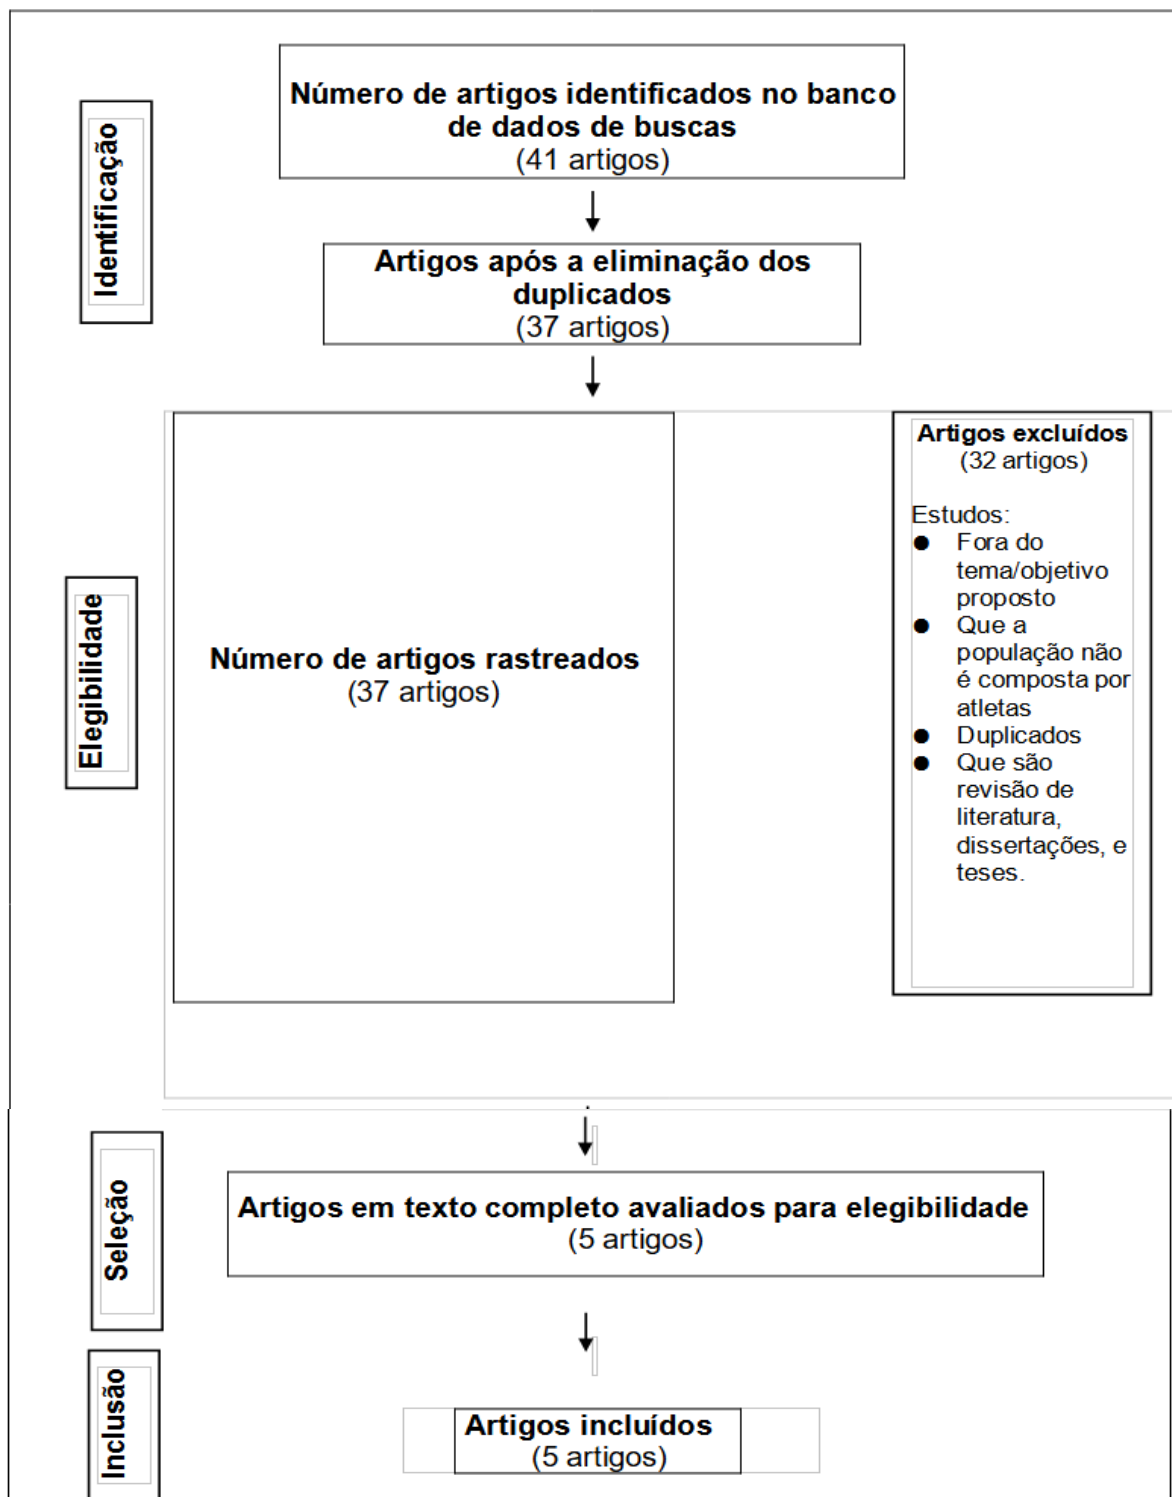 Identificação
Número de artigos identificados no banco
de dados de buscas
(41 artigos)
Artigos após a eliminação dos
duplicados
(37 artigos)
Elegibilidade
Número de artigos rastreados
(37 artigos)
Artigos excluídos
(32 artigos)
Estudos:
● Fora do
tema/objetivo
proposto
● Que a
população não
é composta por
atletas
● Duplicados
● Que são
revisão de
literatura,
dissertações, e
teses.
Seleção
Artigos em texto completo avaliados para elegibilidade
(5 artigos)
Inclusão
Artigos incluídos
(5 artigos)